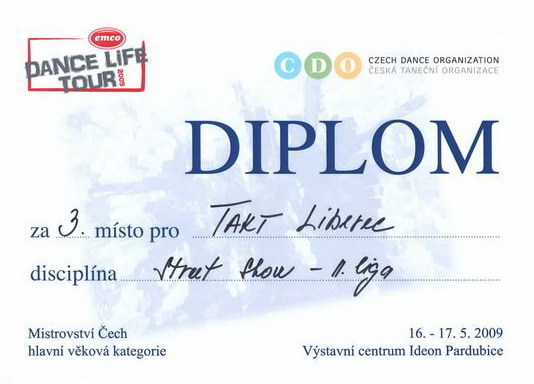 emco
DANCE LiFE
TOUR 2009
CDO CZECH DANCE ORGANIZATION
ČESKÁ TANEČNÍ ORGANIZACE
DIPLOM
za 3. místo pro TAKT Liberec
disciplína Street Show – II. liga
Mistrovství Čech
hlavní věková kategorie
16. - 17. 5. 2009
Výstavní centrum Ideon Pardubice